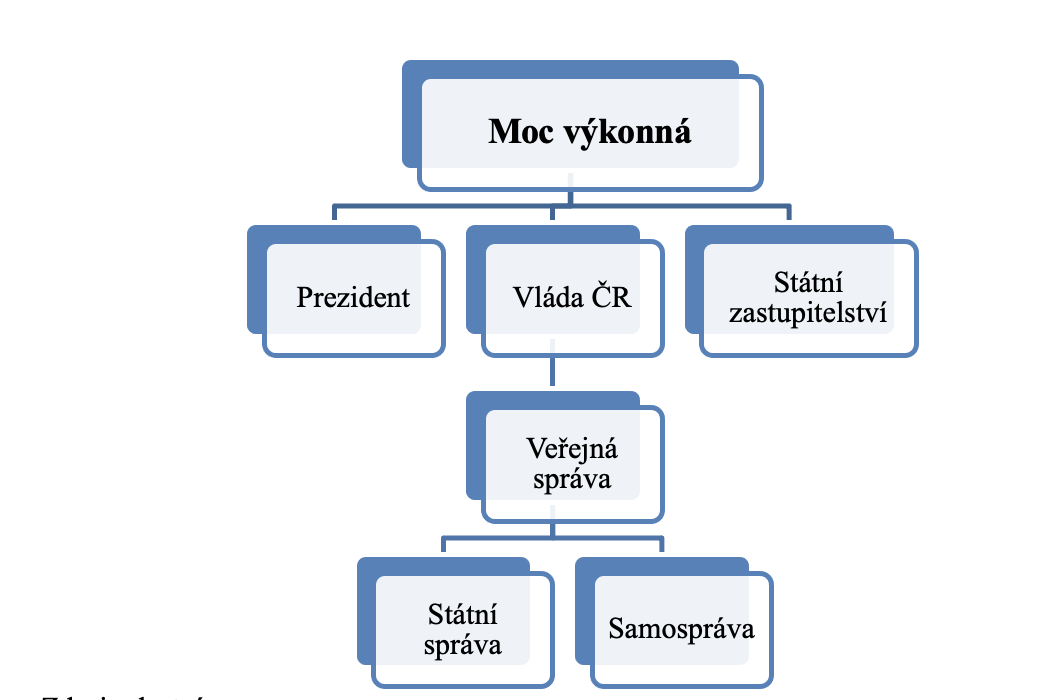 Moc výkonná
Prezident
Vláda ČR
Státní
zastupitelství
Veřejná
správa
Státní
správa
Samospráva